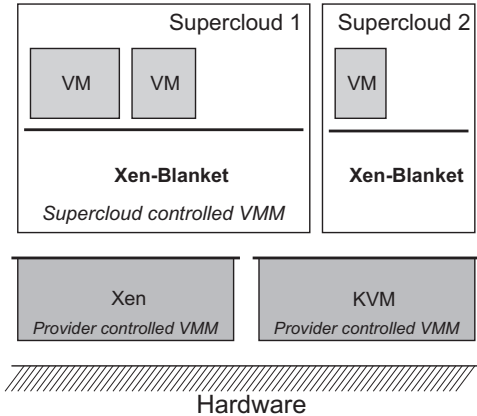 Supercloud 1
Supercloud 2
VM
VM
VM
Xen-Blanket
Xen-Blanket
Supercloud controlled VMM
Xen
KVM
Provider controlled VMM
Provider controlled VMM
Hardware